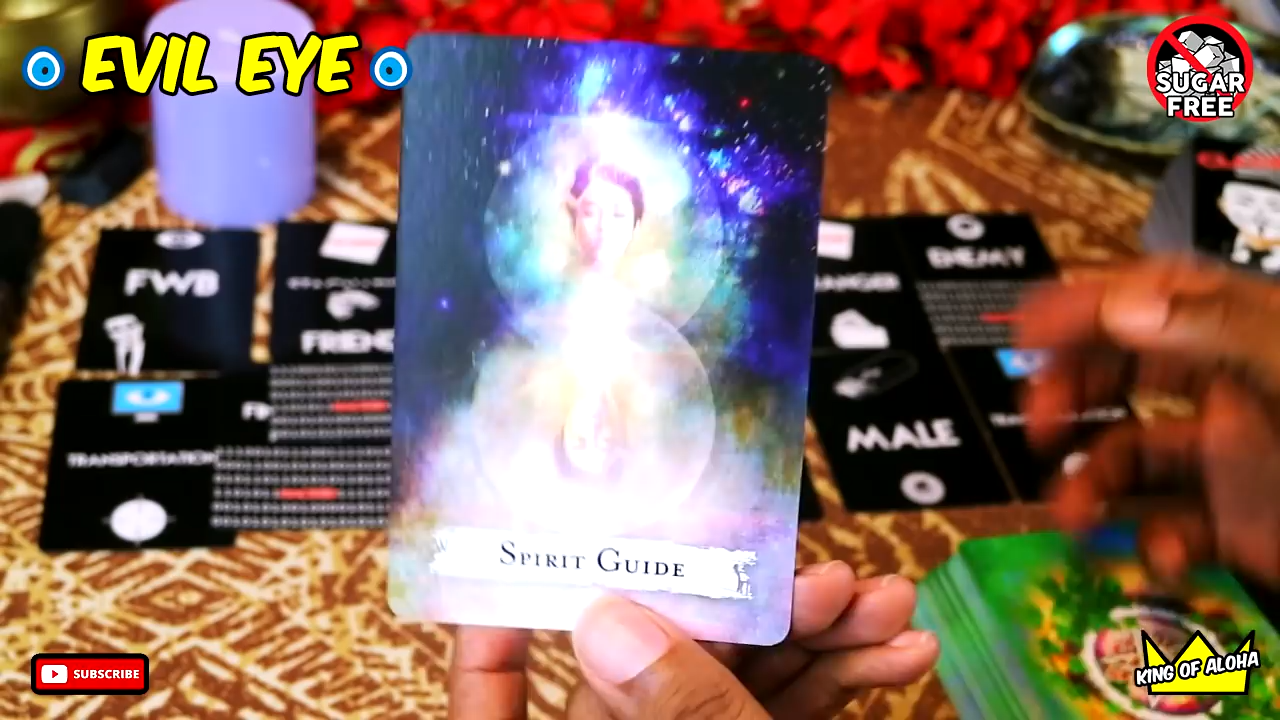 EVIL EYE
SUGAR
FREE
FWB
FRIEND
ENEMY
TRANSPORTATION
MALE
SPIRIT GUIDE
SUBSCRIBE
KING OF ALOHA